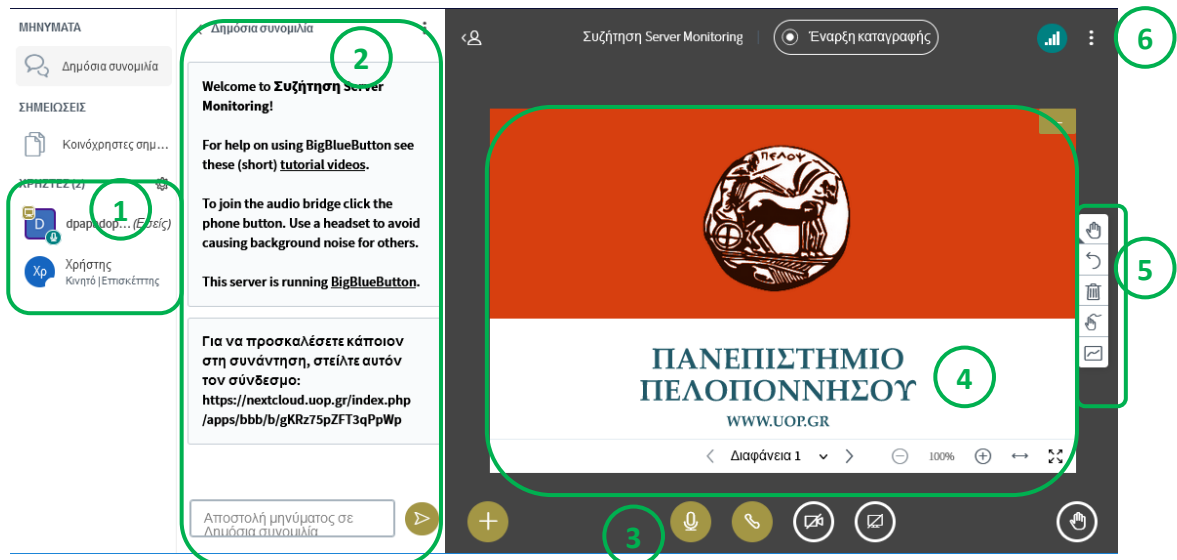 ΜΗΝΥΜΑΤΑ
Δημόσια συνομιλία
ΣΗΜΕΙΩΣΕΙΣ
Κοινόχρηστες σημ...
ΧΡΗΣΤΕΣ (2)
1
D
dpapadop... (Εσείς)
Χρ
Χρήστης
Κινητό | Επισκέπτης
Δημόσια συνομιλία
2
Welcome to Συζήτηση Server
Monitoring!
For help on using BigBlueButton see
these (short) tutorial videos.
To join the audio bridge click the
phone button. Use a headset to avoid
causing background noise for others.
This server is running BigBlueButton.
Για να προσκαλέσετε κάποιον
στη συνάντηση, στείλτε αυτόν
τον σύνδεσμο:
https://nextcloud.uop.gr/index.php
/apps/bbb/b/gKRz75pZFT3qPpWp
Αποστολή μηνύματος σε
Δημόσια συνομιλία
Συζήτηση Server Monitoring
Έναρξη καταγραφής
6
ΠΕΛΟΨ
ΠΑΝΕΠΙΣΤΗΜΙΟ
ΠΕΛΟΠΟΝΝΗΣΟΥ
WWW.UOP.GR
4
Διαφάνεια 1
100%
5
3